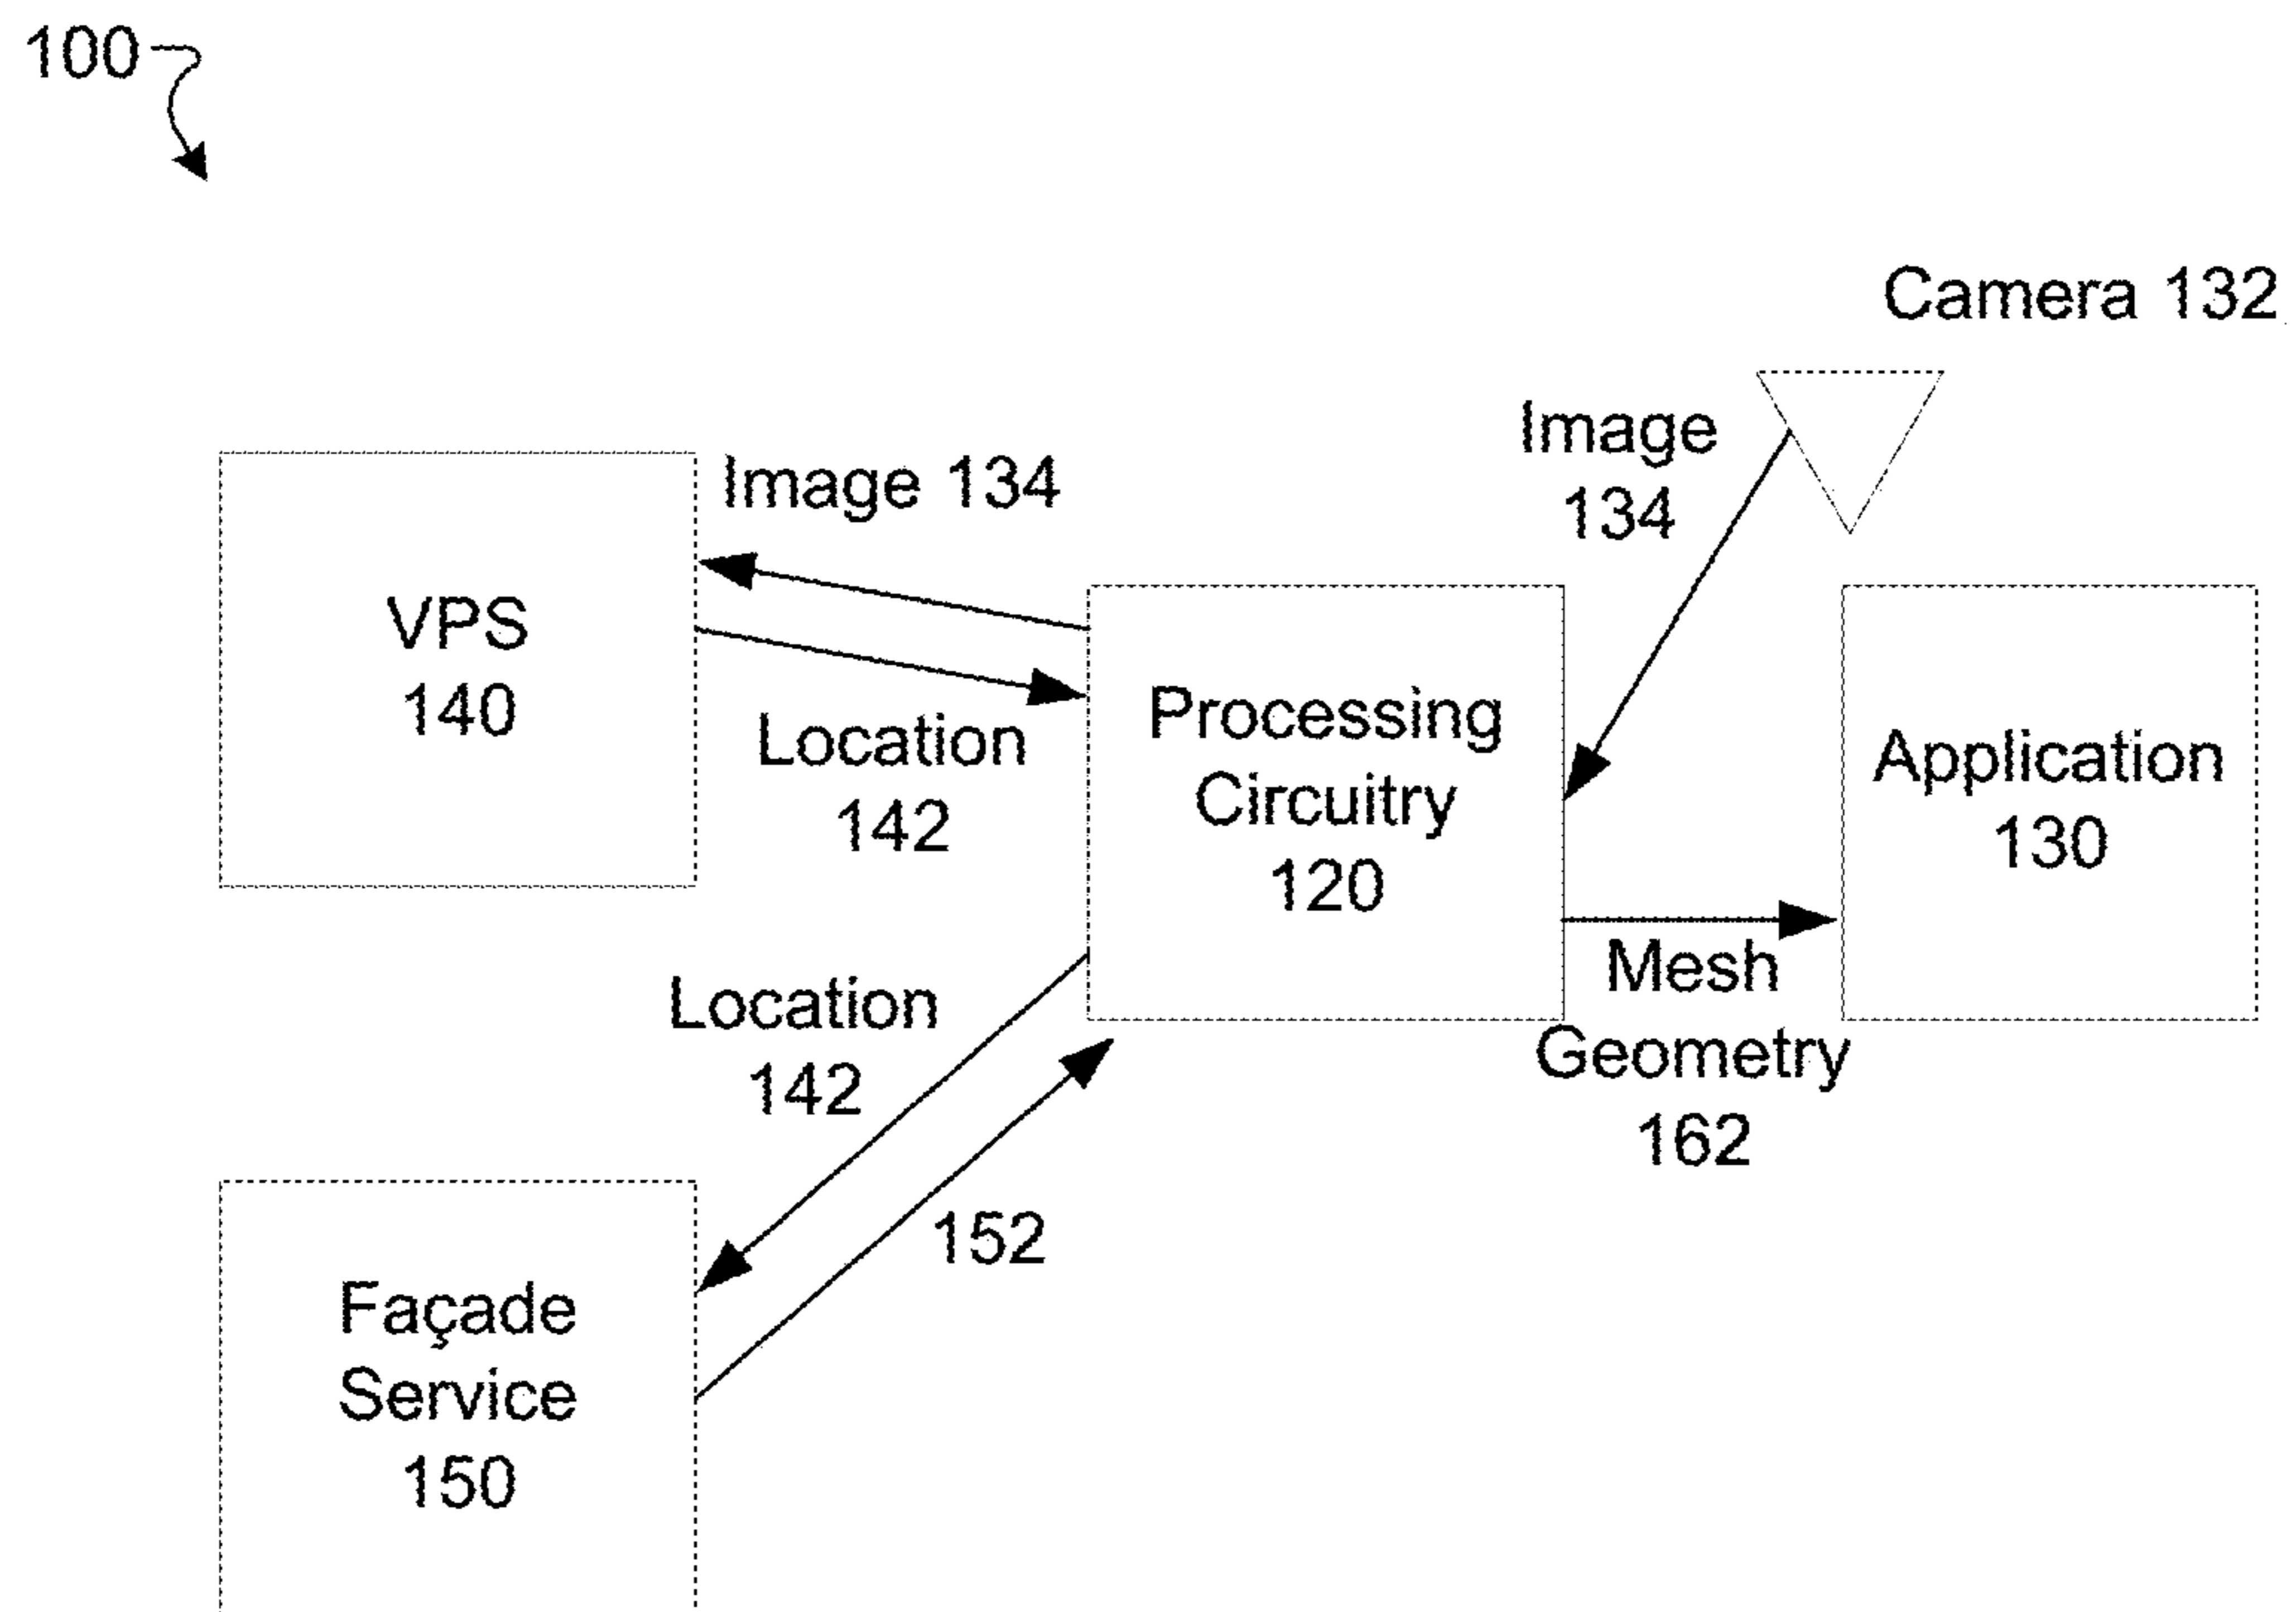 100
Camera 132
Image
134
Image 134
VPS
140
Location
142
Processing
Circuitry
120
Application
130
Mesh
Geometry
162
Location
142
152
Façade
Service
150